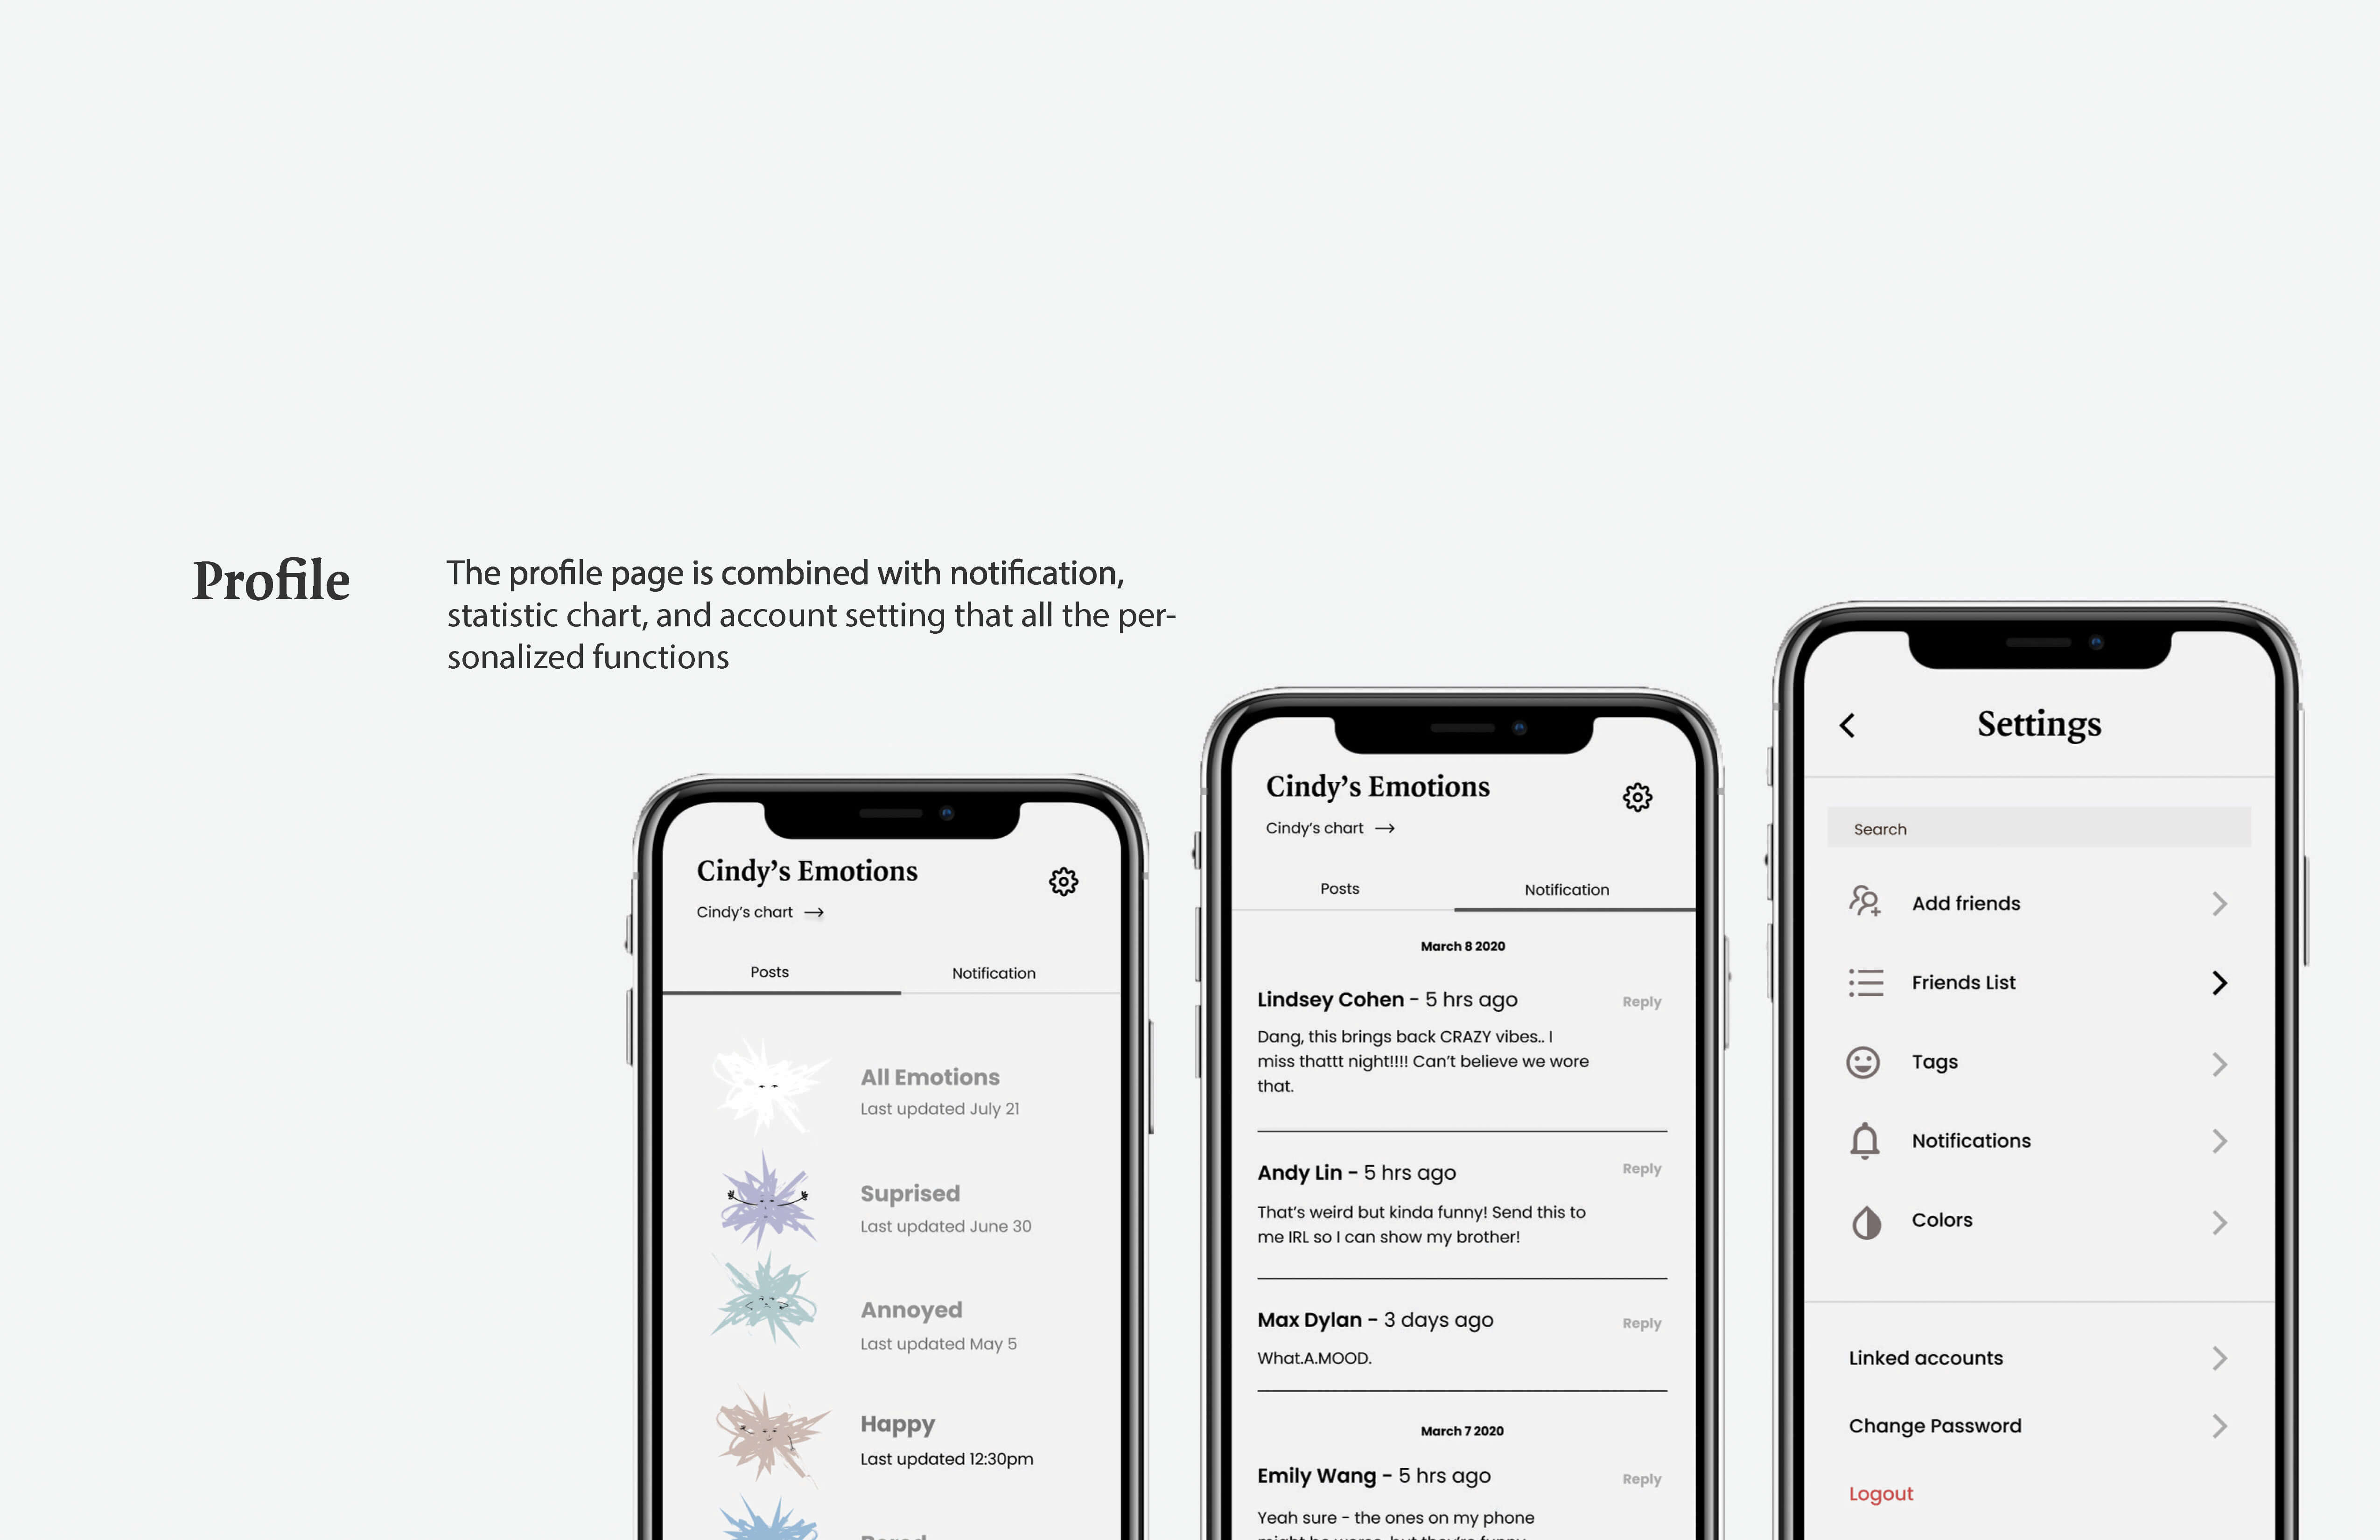 Profile
The profile page is combined with notification,
statistic chart, and account setting that all the per-
sonalized functions
Cindy's Emotions
Cindy's chart →
Posts
Notification
All Emotions
Last updated July 21
Suprised
Last updated June 30
Annoyed
Last updated May 5
Happy
Last updated 12:30pm
Cindy's Emotions
Cindy's chart →
Posts
Notification
March 8 2020
Lindsey Cohen - 5 hrs ago
Reply
Dang, this brings back CRAZY vibes.. I
miss thattt night!!!! Can't believe we wore
that.
Andy Lin - 5 hrs ago
Reply
That's weird but kinda funny! Send this to
me IRL so I can show my brother!
Max Dylan - 3 days ago
Reply
What.A.MOOD.
March 7 2020
Emily Wang - 5 hrs ago
Reply
Yeah sure - the ones on my phone
Settings
Search
Add friends
Friends List
Tags
Notifications
Colors
Linked accounts
Change Password
Logout